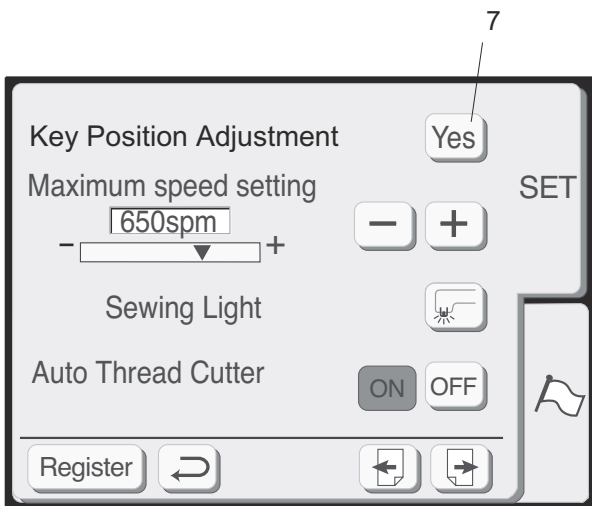 7
Key Position Adjustment Yes
Maximum speed setting SET
650spm
- + - +
Sewing Light
Auto Thread Cutter ON OFF
Register